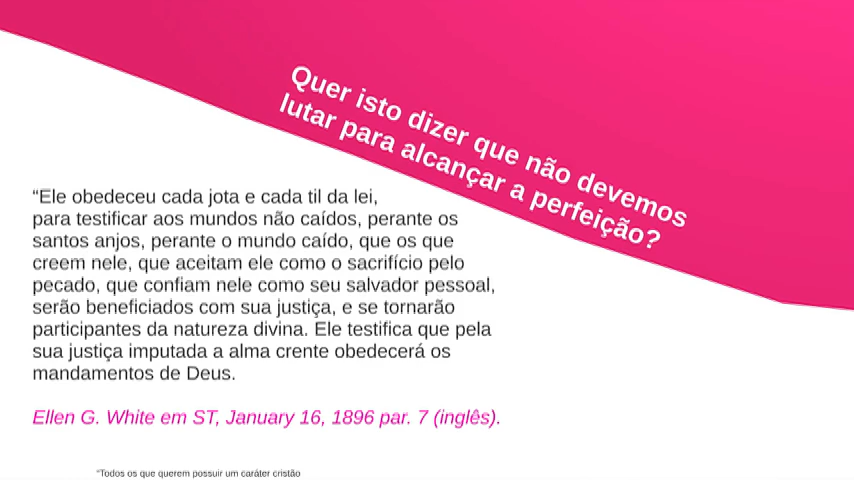 Quer isto dizer que não devemos
lutar para alcançar a perfeição?
“Ele obedeceu cada jota e cada til da lei,
para testificar aos mundos não caídos, perante os
santos anjos, perante o mundo caído, que os que
creem nele, que aceitam ele como o sacrifício pelo
pecado, que confiam nele como seu salvador pessoal,
serão beneficiados com sua justiça, e se tornarão
participantes da natureza divina. Ele testifica que pela
sua justiça imputada a alma crente obedecerá os
mandamentos de Deus.
Ellen G. White em ST, January 16, 1896 par. 7 (inglês).
“Todos os que querem possuir um caráter cristão